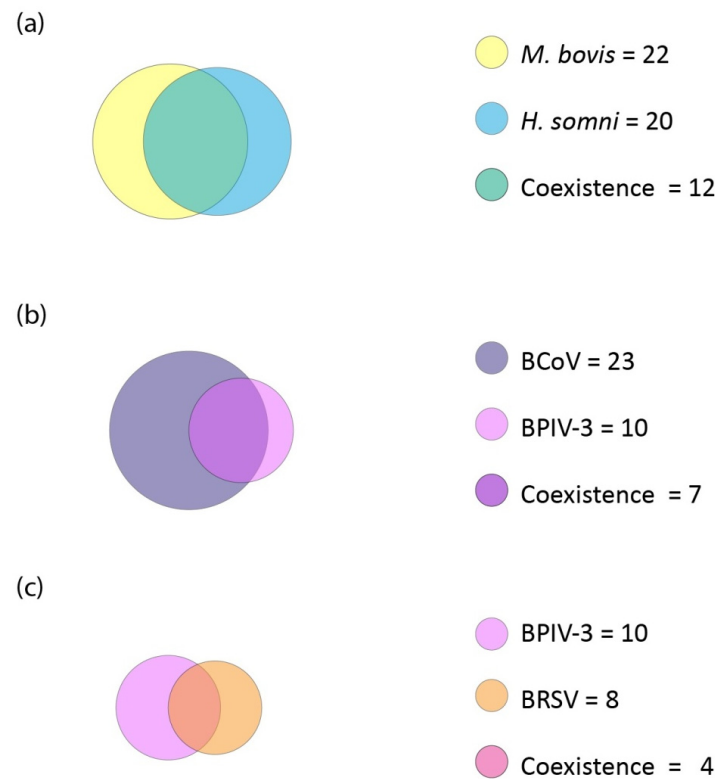 (a)
M. bovis = 22
H. somni = 20
Coexistence = 12
(b)
BCoV = 23
BPIV-3 = 10
Coexistence = 7
(c)
BPIV-3 = 10
BRSV = 8
Coexistence = 4